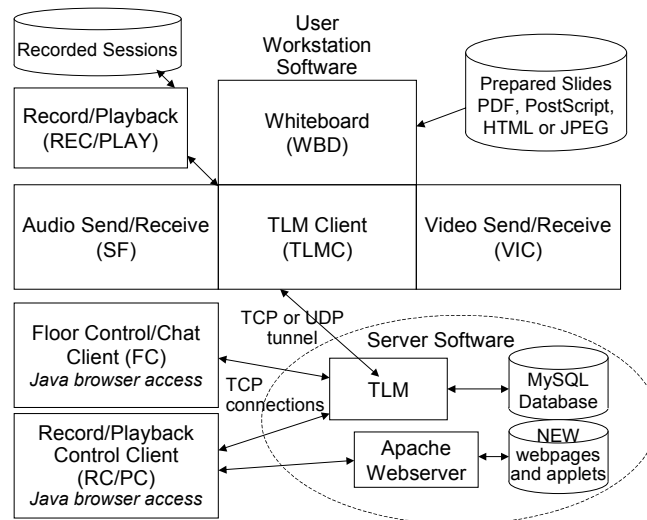 Recorded Sessions
User
Workstation
Software
Record/Playback
(REC/PLAY)
Whiteboard
(WBD)
Prepared Slides
PDF, PostScript,
HTML or JPEG
Audio Send/Receive
(SF)
TLM Client
(TLMC)
Video Send/Receive
(VIC)
Floor Control/Chat
Client (FC)
Java browser access
TCP or UDP
tunnel
Server Software
TCP
connections
TLM
MySQL
Database
Record/Playback
Control Client
(RC/PC)
Java browser access
Apache
Webserver
NEW
webpages
and applets